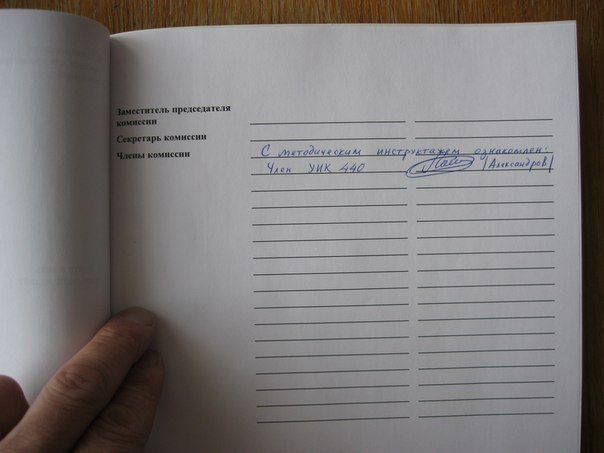 Заместитель председателя
комиссии
Секретарь комиссии
Члены комиссии
С методическим инструктажем ознакомлен:
Член УИК 440 /Александров/